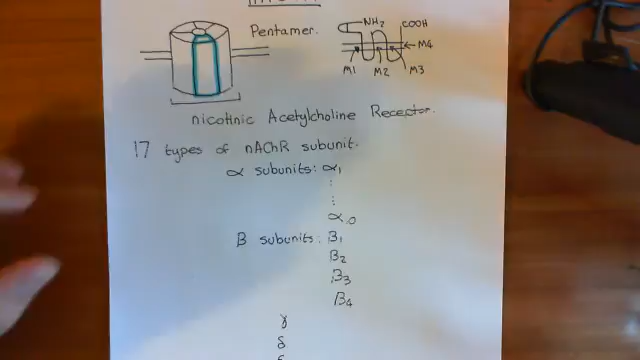 Pentamer.
NH2
COOH
M4
M1 M2 M3
nicotinic Acetylcholine Receptor.
17 types of nAChR subunit.
α subunits: α1
⋮
α10
β subunits: β1
β2
β3
β4
γ
δ